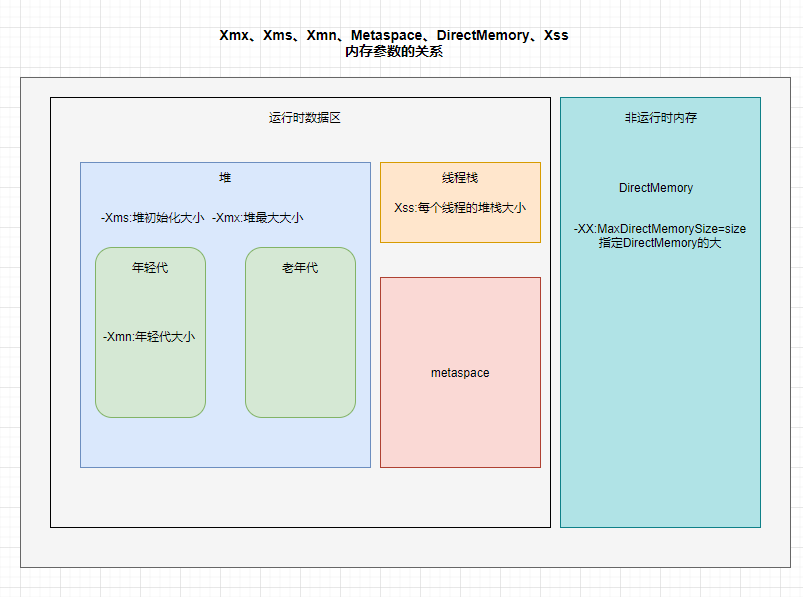 Xmx、Xms、Xmn、Metaspace、DirectMemory、Xss
内存参数的关系
运行时数据区
堆
-Xms:堆初始化大小 -Xmx:堆最大大小
年轻代
-Xmn:年轻代大小
老年代
线程栈
Xss:每个线程的堆栈大小
metaspace
非运行时内存
DirectMemory
-XX:MaxDirectMemorySize=size
指定DirectMemory的大